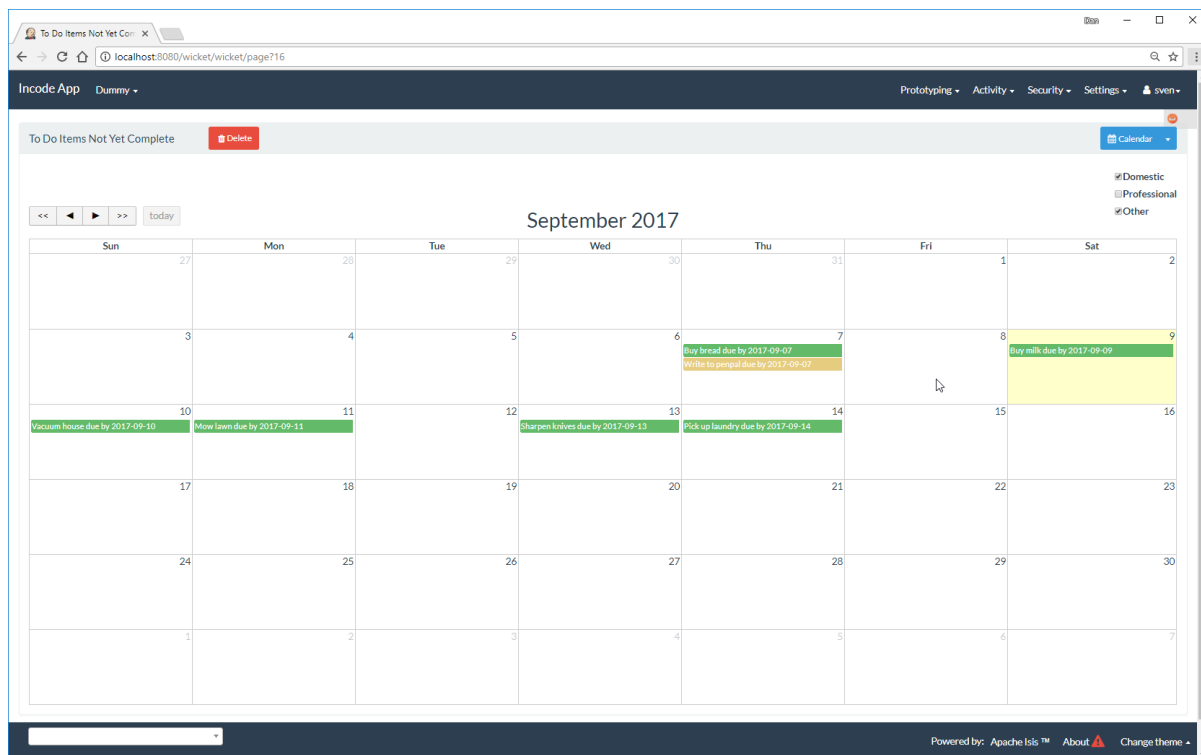 Dan
To Do Items Not Yet Con
localhost:8080/wicket/wicket/page?16
Incode App Dummy Prototyping Activity Security Settings sven
To Do Items Not Yet Complete Delete Calendar
Domestic
Professional
Other
<< >> today
September 2017
Sun Mon Tue Wed Thu Fri Sat
27 28 29 30 31 1 2
3 4 5 6 7 8 9
Buy bread due by 2017-09-07 Buy milk due by 2017-09-09
Write to penpal due by 2017-09-07
10 11 12 13 14 15 16
Vacuum house due by 2017-09-10 Mow lawn due by 2017-09-11 Sharpen knives due by 2017-09-13 Pick up laundry due by 2017-09-14
17 18 19 20 21 22 23
24 25 26 27 28 29 30
1 2 3 4 5 6 7
Powered by: Apache Isis ™ About Change theme